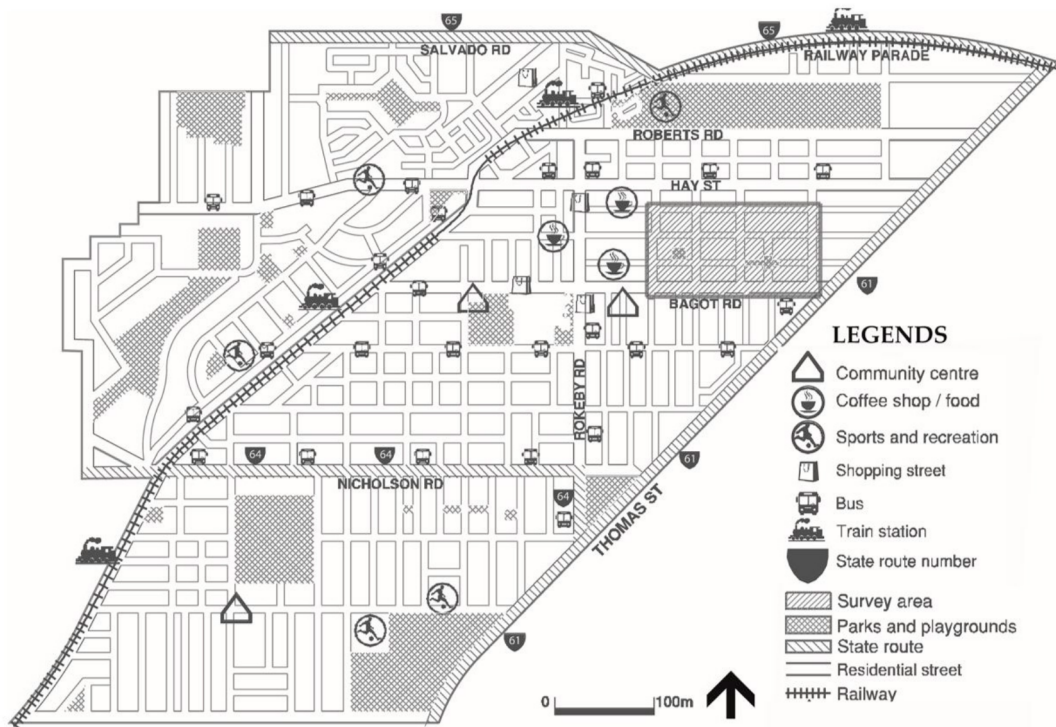 65
SALVADO RD
65
RAILWAY PARADE
ROBERTS RD
HAY ST
BAGOT RD
61
ROKEBY RD
64
64
NICHOLSON RD
64
61
THOMAS ST
61
LEGENDS
Community centre
Coffee shop / food
Sports and recreation
Shopping street
Bus
Train station
State route number
Survey area
Parks and playgrounds
State route
Residential street
Railway
0 100m